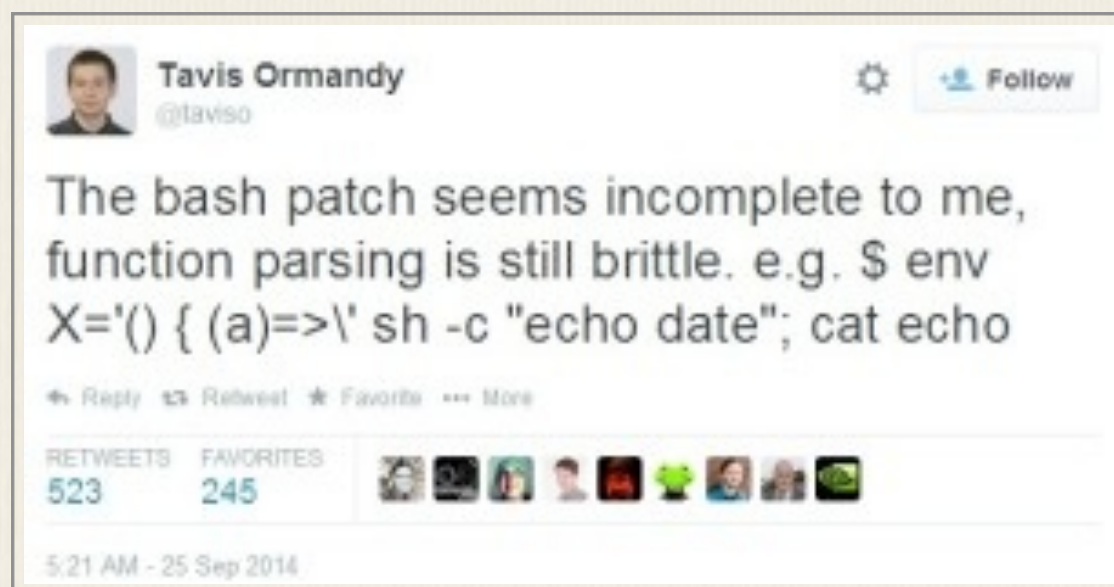 Tavis Ormandy
@taviso
Follow
The bash patch seems incomplete to me,
function parsing is still brittle. e.g. $ env
X='() { (a)=>\' sh -c "echo date"; cat echo
Reply Retweet Favorite More
RETWEETS FAVORITES
523 245
5:21 AM - 25 Sep 2014